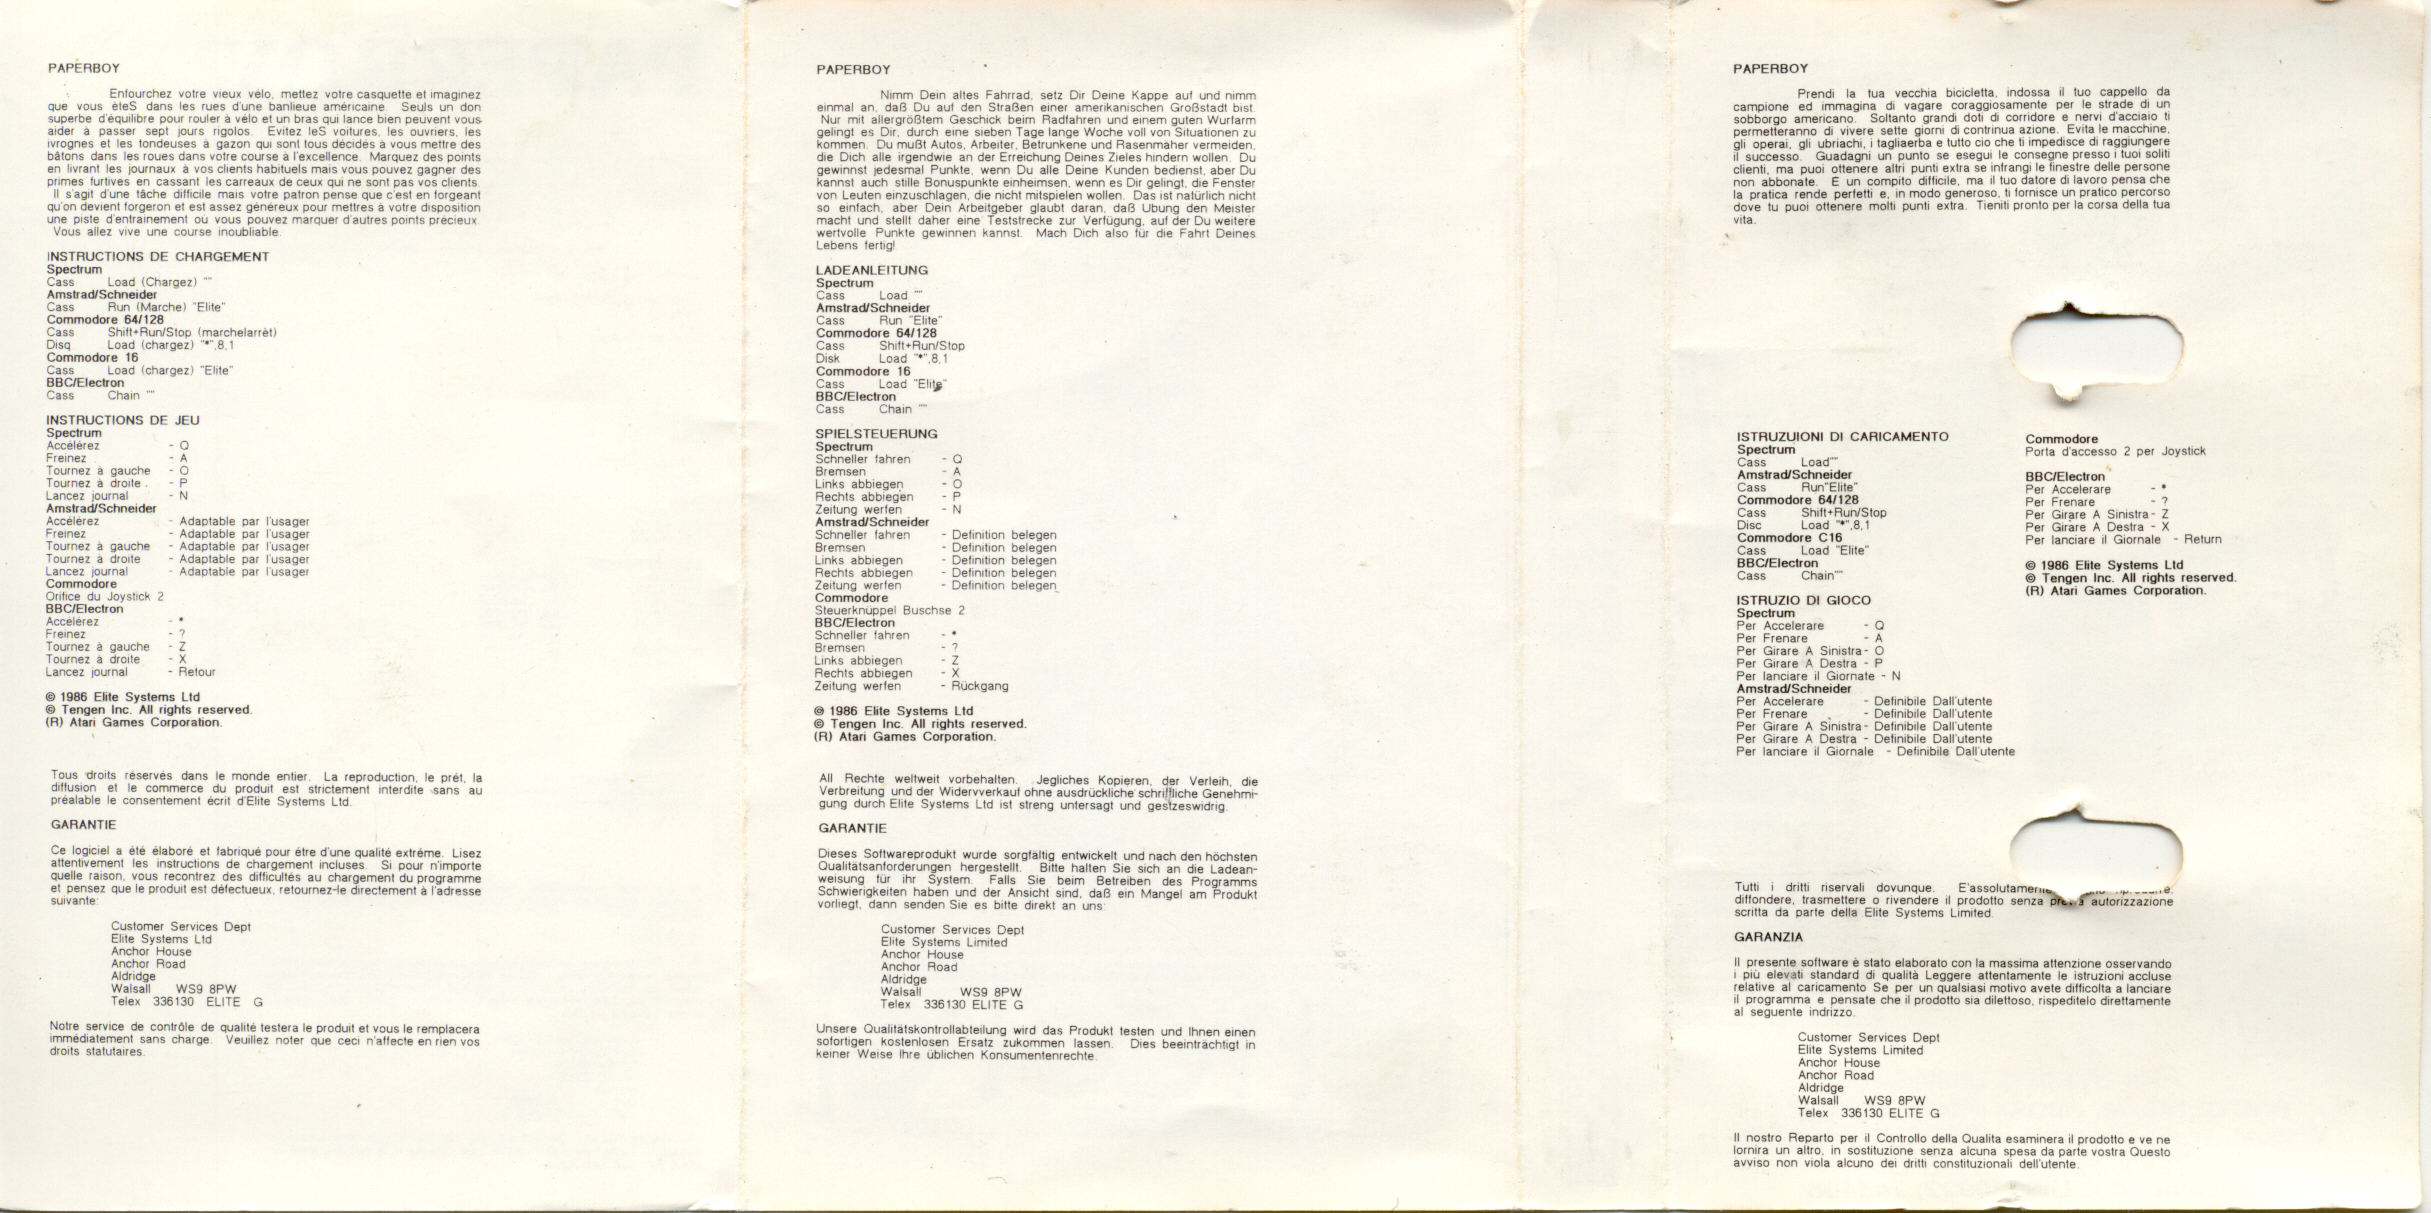 PAPERBOY
Enfourchez votre vieux vélo, mettez votre casquette et imaginez
que vous éteS dans les rues d'une banlieue américaine. Seuls un don
superbe d'équilibre pour rouler à vélo et un bras qui lance bien peuvent vous
aider à passer sept jours rigolos. Evitez leS voitures, les ouvriers, les
ivrognes et les tondeuses à gazon qui sont tous décidés à vous mettre des
bâtons dans les roues dans votre course à l'excellence. Marquez des points
en livrant les journaux à vos clients habituels mais vous pouvez gagner des
primes furtives en cassant les carreaux de ceux qui ne sont pas vos clients.
Il s'agit d'une tâche difficile mais votre patron pense que c'est en forgeant
qu'on devient forgeron et est assez généreux pour mettres à votre disposition
une piste d'entrainement où vous pouvez marquer d'autres points précieux.
Vous allez vive une course inoubliable.
INSTRUCTIONS DE CHARGEMENT
Spectrum
Cass Load (Chargez) ""
Amstrad/Schneider
Cass Run (Marche) "Elite"
Commodore 64/128
Cass Shift+Run/Stop (marchelarrêt)
Disq Load (chargez) "*",8,1
Commodore 16
Cass Load (chargez) "Elite"
BBC/Electron
Cass Chain ""
INSTRUCTIONS DE JEU
Spectrum
Accélérez - Q
Freinez - A
Tournez à gauche - O
Tournez à droite - P
Lancez journal - N
Amstrad/Schneider
Accélérez - Adaptable par l'usager
Freinez - Adaptable par l'usager
Tournez à gauche - Adaptable par l'usager
Tournez à droite - Adaptable par l'usager
Lancez journal - Adaptable par l'usager
Commodore
Orifice du Joystick 2
BBC/Electron
Accélérez - *
Freinez - ?
Tournez à gauche - Z
Tournez à droite - X
Lancez journal - Retour
© 1986 Elite Systems Ltd
© Tengen Inc. All rights reserved.
(R) Atari Games Corporation.
Tous droits réservés dans le monde entier. La reproduction, le prét, la
diffusion et le commerce du produit est strictement interdite sans au
préalable le consentement écrit d'Elite Systems Ltd.
GARANTIE
Ce logiciel a été élaboré et fabriqué pour étre d'une qualité extréme. Lisez
attentivement les instructions de chargement incluses. Si pour n'importe
quelle raison, vous recontrez des difficultés au chargement du programme
et pensez que le produit est défectueux, retournez-le directement à l'adresse
suivante:
Customer Services Dept
Elite Systems Ltd
Anchor House
Anchor Road
Aldridge
Walsall WS9 8PW
Telex 336130 ELITE G
Notre service de contrôle de qualité testera le produit et vous le remplacera
immédiatement sans charge. Veuillez noter que ceci n'affecte en rien vos
droits statutaires.
PAPERBOY
Nimm Dein altes Fahrrad, setz Dir Deine Kappe auf und nimm
einmal an, daß Du auf den Straßen einer amerikanischen Großstadt bist.
Nur mit allergrößtem Geschick beim Radfahren und einem guten Wurfarm
gelingt es Dir, durch eine sieben Tage lange Woche voll von Situationen zu
kommen. Du mußt Autos, Arbeiter, Betrunkene und Rasenmäher vermeiden,
die Dich alle irgendwie an der Erreichung Deines Zieles hindern wollen. Du
gewinnst jedesmal Punkte, wenn Du alle Deine Kunden bedienst, aber Du
kannst auch stille Bonuspunkte einheimsen, wenn es Dir gelingt, die Fenster
von Leuten einzuschlagen, die nicht mitspielen wollen. Das ist natürlich nicht
so einfach, aber Dein Arbeitgeber glaubt daran, daß Ubung den Meister
macht und stellt daher eine Teststrecke zur Verfügung, auf der Du weitere
wertvolle Punkte gewinnen kannst. Mach Dich also für die Fahrt Deines
Lebens fertig!
LADEANLEITUNG
Spectrum
Cass Load ""
Amstrad/Schneider
Cass Run "Elite"
Commodore 64/128
Cass Shift+Run/Stop
Disk Load "*",8,1
Commodore 16
Cass Load "Elite"
BBC/Electron
Cass Chain ""
SPIELSTEUERUNG
Spectrum
Schneller fahren - Q
Bremsen - A
Links abbiegen - O
Rechts abbiegen - P
Zeitung werfen - N
Amstrad/Schneider
Schneller fahren - Definition belegen
Bremsen - Definition belegen
Links abbiegen - Definition belegen
Rechts abbiegen - Definition belegen
Zeitung werfen - Definition belegen
Commodore
Steuerknüppel Buschse 2
BBC/Electron
Schneller fahren - *
Bremsen - ?
Links abbiegen - Z
Rechts abbiegen - X
Zeitung werfen - Rückgang
© 1986 Elite Systems Ltd
© Tengen Inc. All rights reserved.
(R) Atari Games Corporation.
All Rechte weltweit vorbehalten. Jegliches Kopieren, der Verleih, die
Verbreitung und der Widervverkauf ohne ausdrückliche schriftliche Genehmi-
gung durch Elite Systems Ltd ist streng untersagt und gestzeswidrig.
GARANTIE
Dieses Softwareprodukt wurde sorgfältig entwickelt und nach den höchsten
Qualitätsanforderungen hergestellt. Bitte halten Sie sich an die Ladean-
weisung für ihr System. Falls Sie beim Betreiben des Programms
Schwierigkeiten haben und der Ansicht sind, daß ein Mangel am Produkt
vorliegt, dann senden Sie es bitte direkt an uns:
Customer Services Dept
Elite Systems Limited
Anchor House
Anchor Road
Aldridge
Walsall WS9 8PW
Telex 336130 ELITE G
Unsere Qualitätskontrollabteilung wird das Produkt testen und Ihnen einen
sofortigen kostenlosen Ersatz zukommen lassen. Dies beeinträchtigt in
keiner Weise Ihre üblichen Konsumentenrechte.
PAPERBOY
Prendi la tua vecchia bicicletta, indossa il tuo cappello da
campione ed immagina di vagare coraggiosamente per le strade di un
sobborgo americano. Soltanto grandi doti di corridore e nervi d'acciaio ti
permetteranno di vivere sette giorni di contrinua azione. Evita le macchine,
gli operai, gli ubriachi, i tagliaerba e tutto cio che ti impedisce di raggiungere
il successo. Guadagni un punto se esegui le consegne presso i tuoi soliti
clienti, ma puoi ottenere altri punti extra se infrangi le finestre delle persone
non abbonate. E un compito difficile, ma il tuo datore di lavoro pensa che
la pratica rende perfetti e, in modo generoso, ti fornisce un pratico percorso
dove tu puoi ottenere molti punti extra. Tieniti pronto per la corsa della tua
vita.
ISTRUZUIONI DI CARICAMENTO
Spectrum
Cass Load""
Amstrad/Schneider
Cass Run"Elite"
Commodore 64/128
Cass Shift+Run/Stop
Disc Load "*",8,1
Commodore C16
Cass Load "Elite"
BBC/Electron
Cass Chain""
ISTRUZIO DI GIOCO
Spectrum
Per Accelerare - Q
Per Frenare - A
Per Girare A Sinistra - O
Per Girare A Destra - P
Per lanciare il Giornate - N
Amstrad/Schneider
Per Accelerare - Definibile Dall'utente
Per Frenare - Definibile Dall'utente
Per Girare A Sinistra - Definibile Dall'utente
Per Girare A Destra - Definibile Dall'utente
Per lanciare il Giornale - Definibile Dall'utente
Commodore
Porta d'accesso 2 per Joystick
BBC/Electron
Per Accelerare - *
Per Frenare - ?
Per Girare A Sinistra - Z
Per Girare A Destra - X
Per lanciare il Giornale - Return
© 1986 Elite Systems Ltd
© Tengen Inc. All rights reserved.
(R) Atari Games Corporation.
Tutti i dritti riservali dovunque.
diffondere, trasmettere o rivendere il prodotto senza autorizzazione
scritta da parte della Elite Systems Limited.
GARANZIA
Il presente software è stato elaborato con la massima attenzione osservando
i più elevati standard di qualità Leggere attentamente le istruzioni accluse
relative al caricamento Se per un qualsiasi motivo avete difficolta a lanciare
il programma e pensate che il prodotto sia dilettoso, rispeditelo direttamente
al seguente indrizzo.
Customer Services Dept
Elite Systems Limited
Anchor House
Anchor Road
Aldridge
Walsall WS9 8PW
Telex 336130 ELITE G
Il nostro Reparto per il Controllo della Qualita esaminera il prodotto e ve ne
lornira un altro, in sostituzione senza alcuna spesa da parte vostra Questo
avviso non viola alcuno dei dritti constituzionali dell'utente.